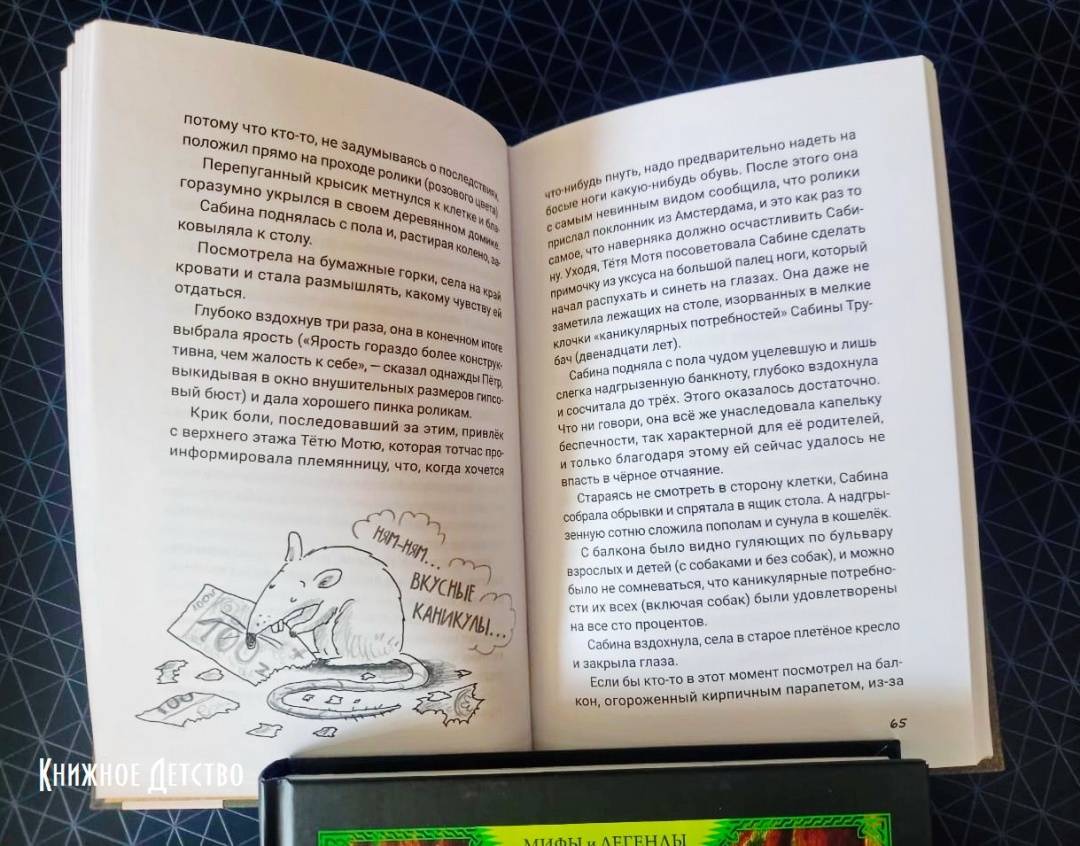 потому что кто-то, не задумываясь о последствиях,
положил прямо на проходе ролики (розового цвета)
Перепуганный крысик метнулся к клетке и бла-
горазумно укрылся в своем деревянном домике.
Сабина поднялась с пола и, растирая колено, за-
ковыляла к столу.
Посмотрела на бумажные горки, села на край
кровати и стала размышлять, какому чувству ей
отдаться.
Глубоко вздохнув три раза, она в конечном итоге
выбрала ярость («Ярость гораздо более конструк-
тивна, чем жалость к себе», — сказал однажды Пётр,
выкидывая в окно внушительных размеров гипсо-
вый бюст) и дала хорошего пинка роликам.
Крик боли, последовавший за этим, привлёк
с верхнего этажа Тётю Мотю, которая тотчас про-
информировала племянницу, что, когда хочется
НЯМ-НЯМ...
ВКУСНЫЕ
КАНИКУЛЫ...
100
100
что-нибудь пнуть, надо предварительно надеть на
босые ноги какую-нибудь обувь. После этого она
с самым невинным видом сообщила, что ролики
прислал поклонник из Амстердама, и это как раз то
самое, что наверняка должно осчастливить Саби-
ну. Уходя, Тётя Мотя посоветовала Сабине сделать
примочку из уксуса на большой палец ноги, который
начал распухать и синеть на глазах. Она даже не
заметила лежащих на столе, изорванных в мелкие
клочки «каникулярных потребностей» Сабины Тру-
бач (двенадцати лет).
Сабина подняла с пола чудом уцелевшую и лишь
слегка надгрызенную банкноту, глубоко вздохнула
и сосчитала до трёх. Этого оказалось достаточно.
Что ни говори, она всё же унаследовала капельку
беспечности, так характерной для её родителей,
и только благодаря этому ей сейчас удалось не
впасть в чёрное отчаяние.
Стараясь не смотреть в сторону клетки, Сабина
собрала обрывки и спрятала в ящик стола. А надгры-
зенную сотню сложила пополам и сунула в кошелёк.
С балкона было видно гуляющих по бульвару
взрослых и детей (с собаками и без собак), и можно
было не сомневаться, что каникулярные потребно-
сти их всех (включая собак) были удовлетворены
на все сто процентов.
Сабина вздохнула, села в старое плетёное кресло
и закрыла глаза.
Если бы кто-то в этот момент посмотрел на бал-
кон, огороженный кирпичным парапетом, из-за
65
Книжное Детство
МИФЫ и ЛЕГЕНДЫ